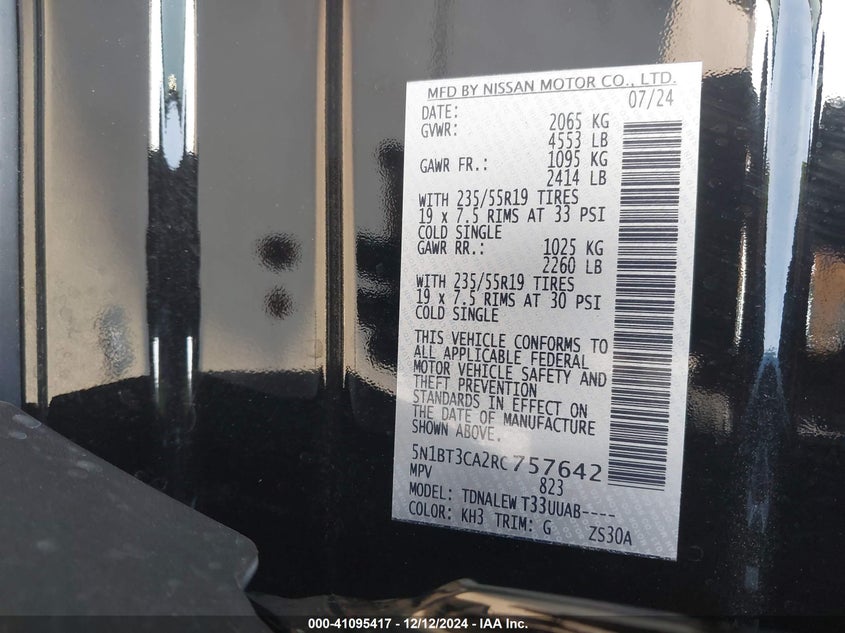 MFD BY NISSAN MOTOR CO., LTD.
DATE: 07/24
GVWR: 2065 KG
4553 LB
GAWR FR.: 1095 KG
2414 LB
WITH 235/55R19 TIRES
19 x 7.5 RIMS AT 33 PSI
COLD SINGLE
GAWR RR.: 1025 KG
2260 LB
WITH 235/55R19 TIRES
19 x 7.5 RIMS AT 30 PSI
COLD SINGLE
THIS VEHICLE CONFORMS TO
ALL APPLICABLE FEDERAL
MOTOR VEHICLE SAFETY AND
THEFT PREVENTION
STANDARDS IN EFFECT ON
THE DATE OF MANUFACTURE
SHOWN ABOVE.
5N1BT3CA2RC757642
MPV 823
MODEL: TDNALEW T33UUAB----
COLOR: KH3 TRIM: G ZS30A
000-41095417 - 12/12/2024 - IAA Inc.